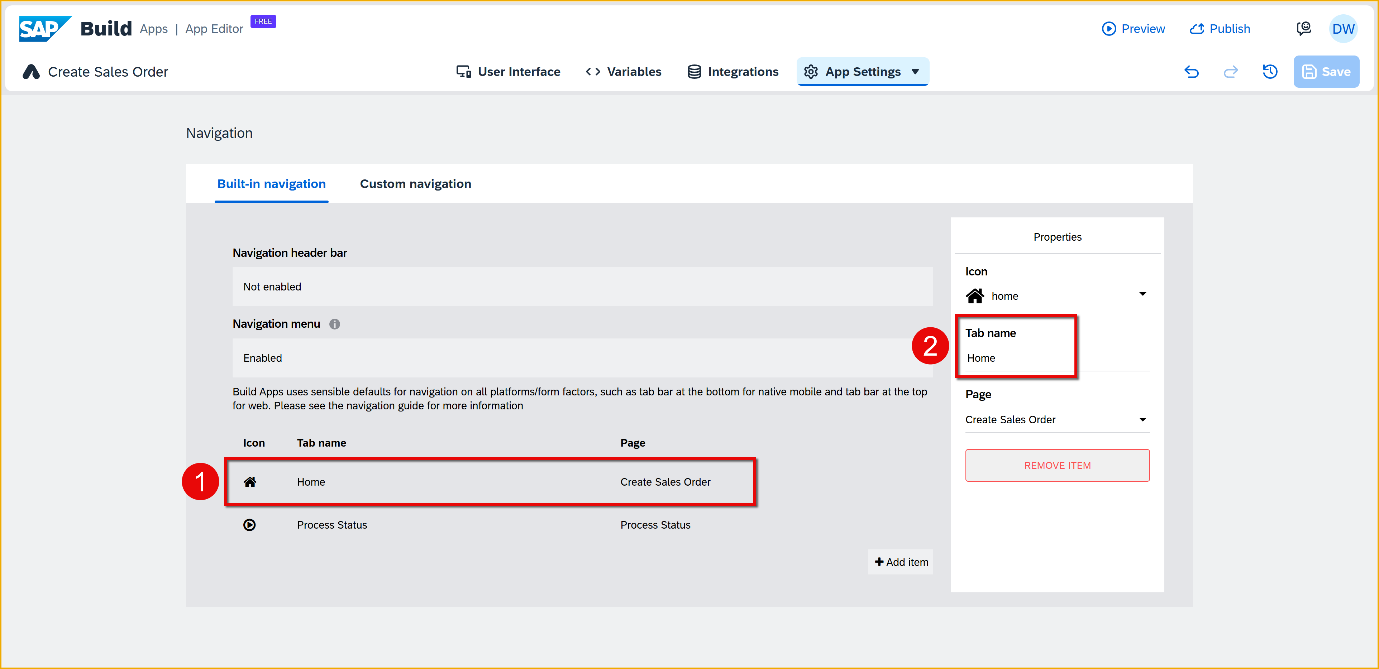 SAP Build Apps | App Editor FREE
Preview Publish DW
Create Sales Order
User Interface Variables Integrations App Settings
Save
Navigation
Built-in navigation Custom navigation
Navigation header bar
Not enabled
Navigation menu
Enabled
Build Apps uses sensible defaults for navigation on all platforms/form factors, such as tab bar at the bottom for native mobile and tab bar at the top
for web. Please see the navigation guide for more information
Icon Tab name Page
1 Home Create Sales Order
Process Status Process Status
Add item
Properties
Icon
home
2 Tab name
Home
Page
Create Sales Order
REMOVE ITEM